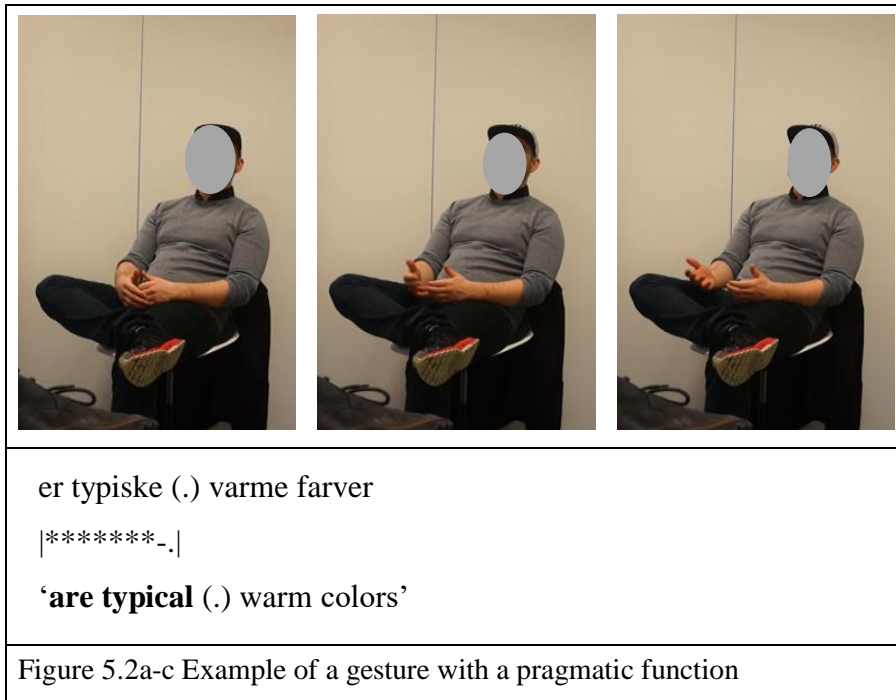 er typiske (.) varme farver
|*******-.|
‘are typical (.) warm colors’
Figure 5.2a-c Example of a gesture with a pragmatic function